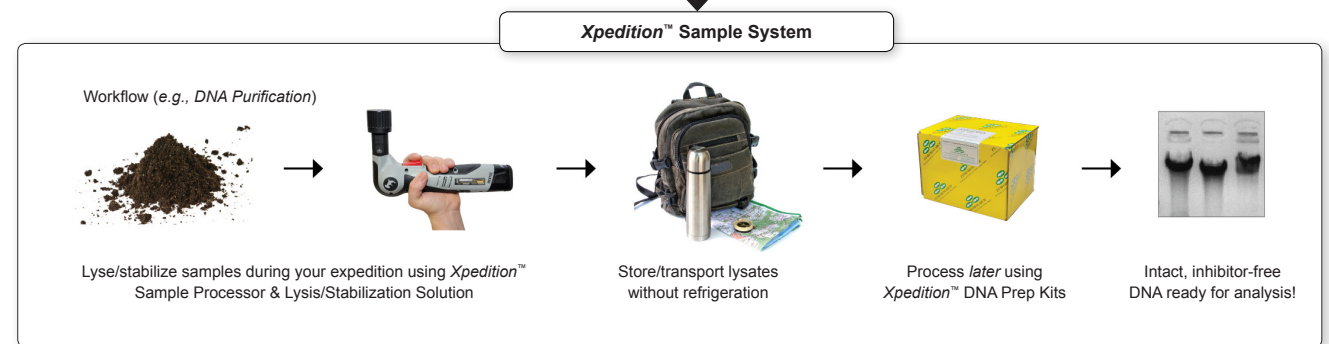 Xpedition™ Sample System
Workflow (e.g., DNA Purification)
Lyse/stabilize samples during your expedition using Xpedition™
Sample Processor & Lysis/Stabilization Solution
Store/transport lysates
without refrigeration
Process later using
Xpedition™ DNA Prep Kits
Intact, inhibitor-free
DNA ready for analysis!